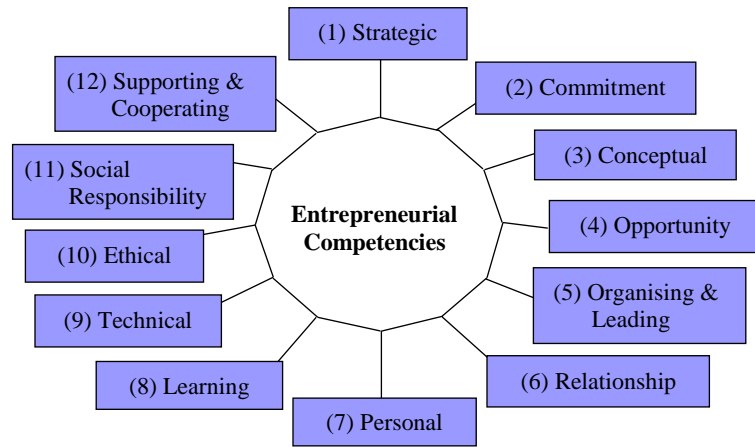 (1) Strategic
(2) Commitment
(3) Conceptual
(4) Opportunity
(5) Organising &
Leading
(6) Relationship
(7) Personal
(8) Learning
(9) Technical
(10) Ethical
(11) Social
Responsibility
(12) Supporting &
Cooperating
Entrepreneurial
Competencies